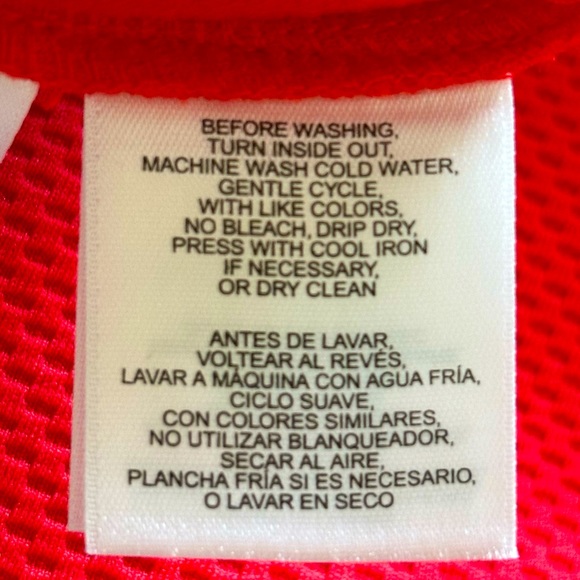 BEFORE WASHING,
TURN INSIDE OUT,
MACHINE WASH COLD WATER,
GENTLE CYCLE,
WITH LIKE COLORS,
NO BLEACH, DRIP DRY,
PRESS WITH COOL IRON
IF NECESSARY,
OR DRY CLEAN
ANTES DE LAVAR,
VOLTEAR AL REVÉS,
LAVAR A MÁQUINA CON AGUA FRÍA,
CICLO SUAVE,
CON COLORES SIMILARES,
NO UTILIZAR BLANQUEADOR,
SECAR AL AIRE,
PLANCHA FRÍA SI ES NECESARIO,
O LAVAR EN SECO